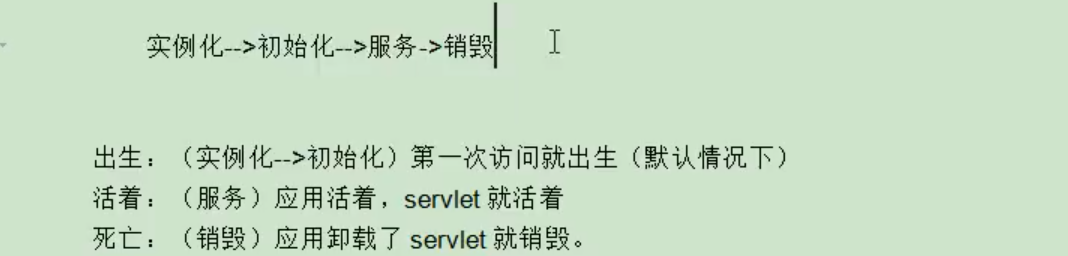 实例化-->初始化-->服务->销毁
出生：（实例化-->初始化）第一次访问就出生（默认情况下）
活着：（服务）应用活着，servlet 就活着
死亡：（销毁）应用卸载了 servlet 就销毁。